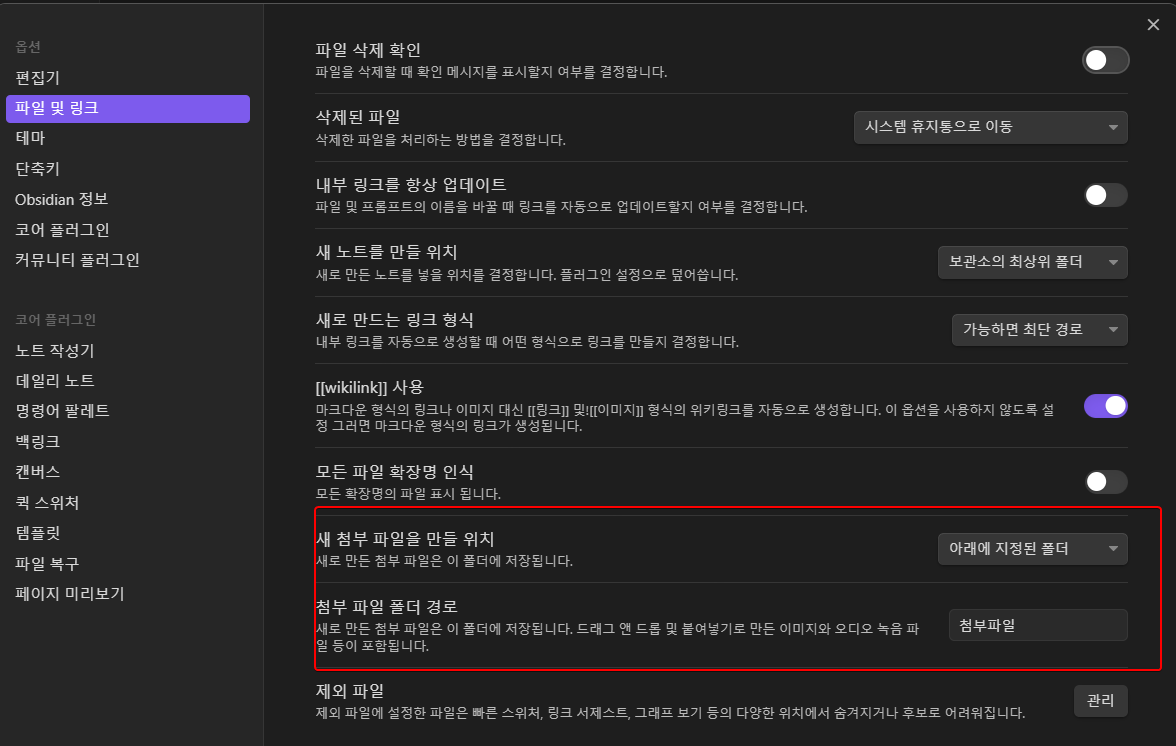 옵션
편집기
파일 및 링크
테마
단축키
Obsidian 정보
코어 플러그인
커뮤니티 플러그인
코어 플러그인
노트 작성기
데일리 노트
명령어 팔레트
백링크
캔버스
퀵 스위처
템플릿
파일 복구
페이지 미리보기
파일 삭제 확인
파일을 삭제할 때 확인 메시지를 표시할지 여부를 결정합니다.
삭제된 파일
삭제한 파일을 처리하는 방법을 결정합니다.
시스템 휴지통으로 이동
내부 링크를 항상 업데이트
파일 및 프롬프트의 이름을 바꿀 때 링크를 자동으로 업데이트할지 여부를 결정합니다.
새 노트를 만들 위치
새로 만든 노트를 넣을 위치를 결정합니다. 플러그인 설정으로 덮어씁니다.
보관소의 최상위 폴더
새로 만드는 링크 형식
내부 링크를 자동으로 생성할 때 어떤 형식으로 링크를 만들지 결정합니다.
가능하면 최단 경로
[[wikilink]] 사용
마크다운 형식의 링크나 이미지 대신 [[링크]] 및![[이미지]] 형식의 위키링크를 자동으로 생성합니다. 이 옵션을 사용하지 않도록 설
정 그러면 마크다운 형식의 링크가 생성됩니다.
모든 파일 확장명 인식
모든 확장명의 파일 표시 됩니다.
새 첨부 파일을 만들 위치
새로 만든 첨부 파일은 이 폴더에 저장됩니다.
아래에 지정된 폴더
첨부 파일 폴더 경로
새로 만든 첨부 파일은 이 폴더에 저장됩니다. 드래그 앤 드롭 및 붙여넣기로 만든 이미지와 오디오 녹음 파
일 등이 포함됩니다.
첨부파일
제외 파일
제외 파일에 설정한 파일은 빠른 스위처, 링크 서제스트, 그래프 보기 등의 다양한 위치에서 숨겨지거나 후보로 어려워집니다.
관리